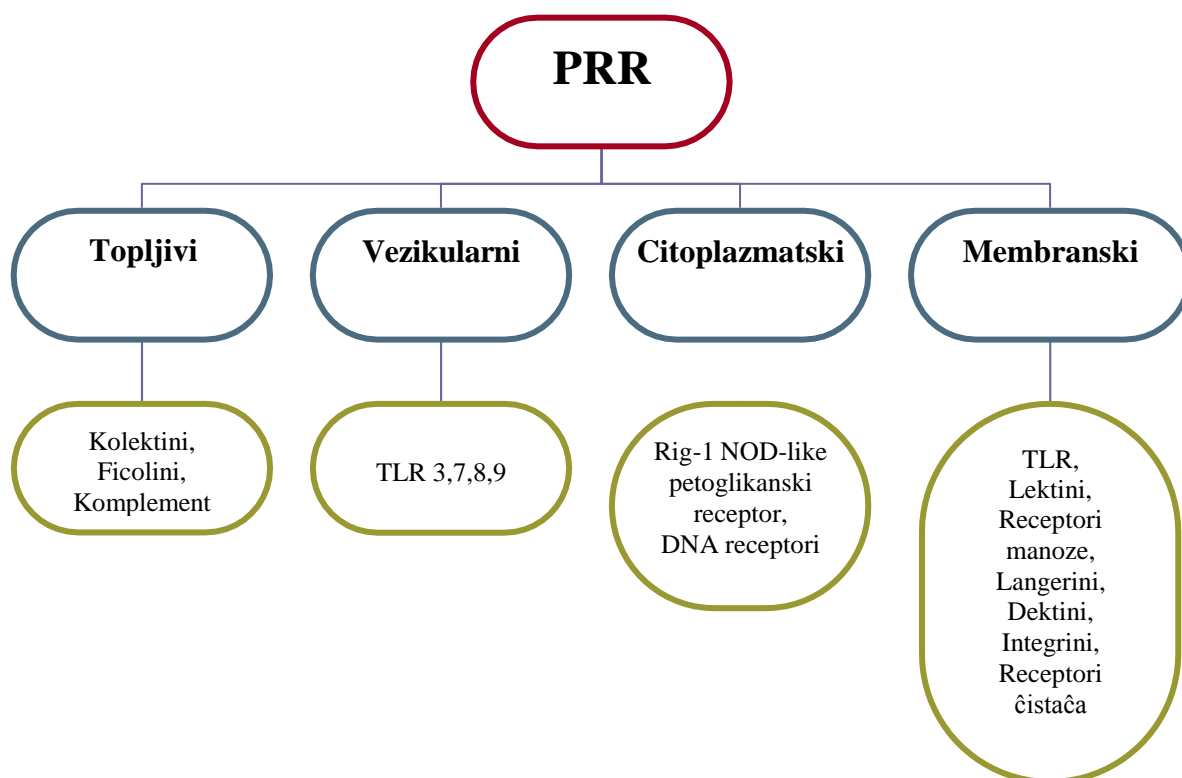 PRR
Topljivi
Vezikularni
Citoplazmatski
Membranski
Kolektini,
Ficolini,
Komplement
TLR 3,7,8,9
Rig-1 NOD-like
petoglikanski
receptor,
DNA receptori
TLR,
Lektini,
Receptori
manoze,
Langerini,
Dektini,
Integrini,
Receptori
ĉistaĉa